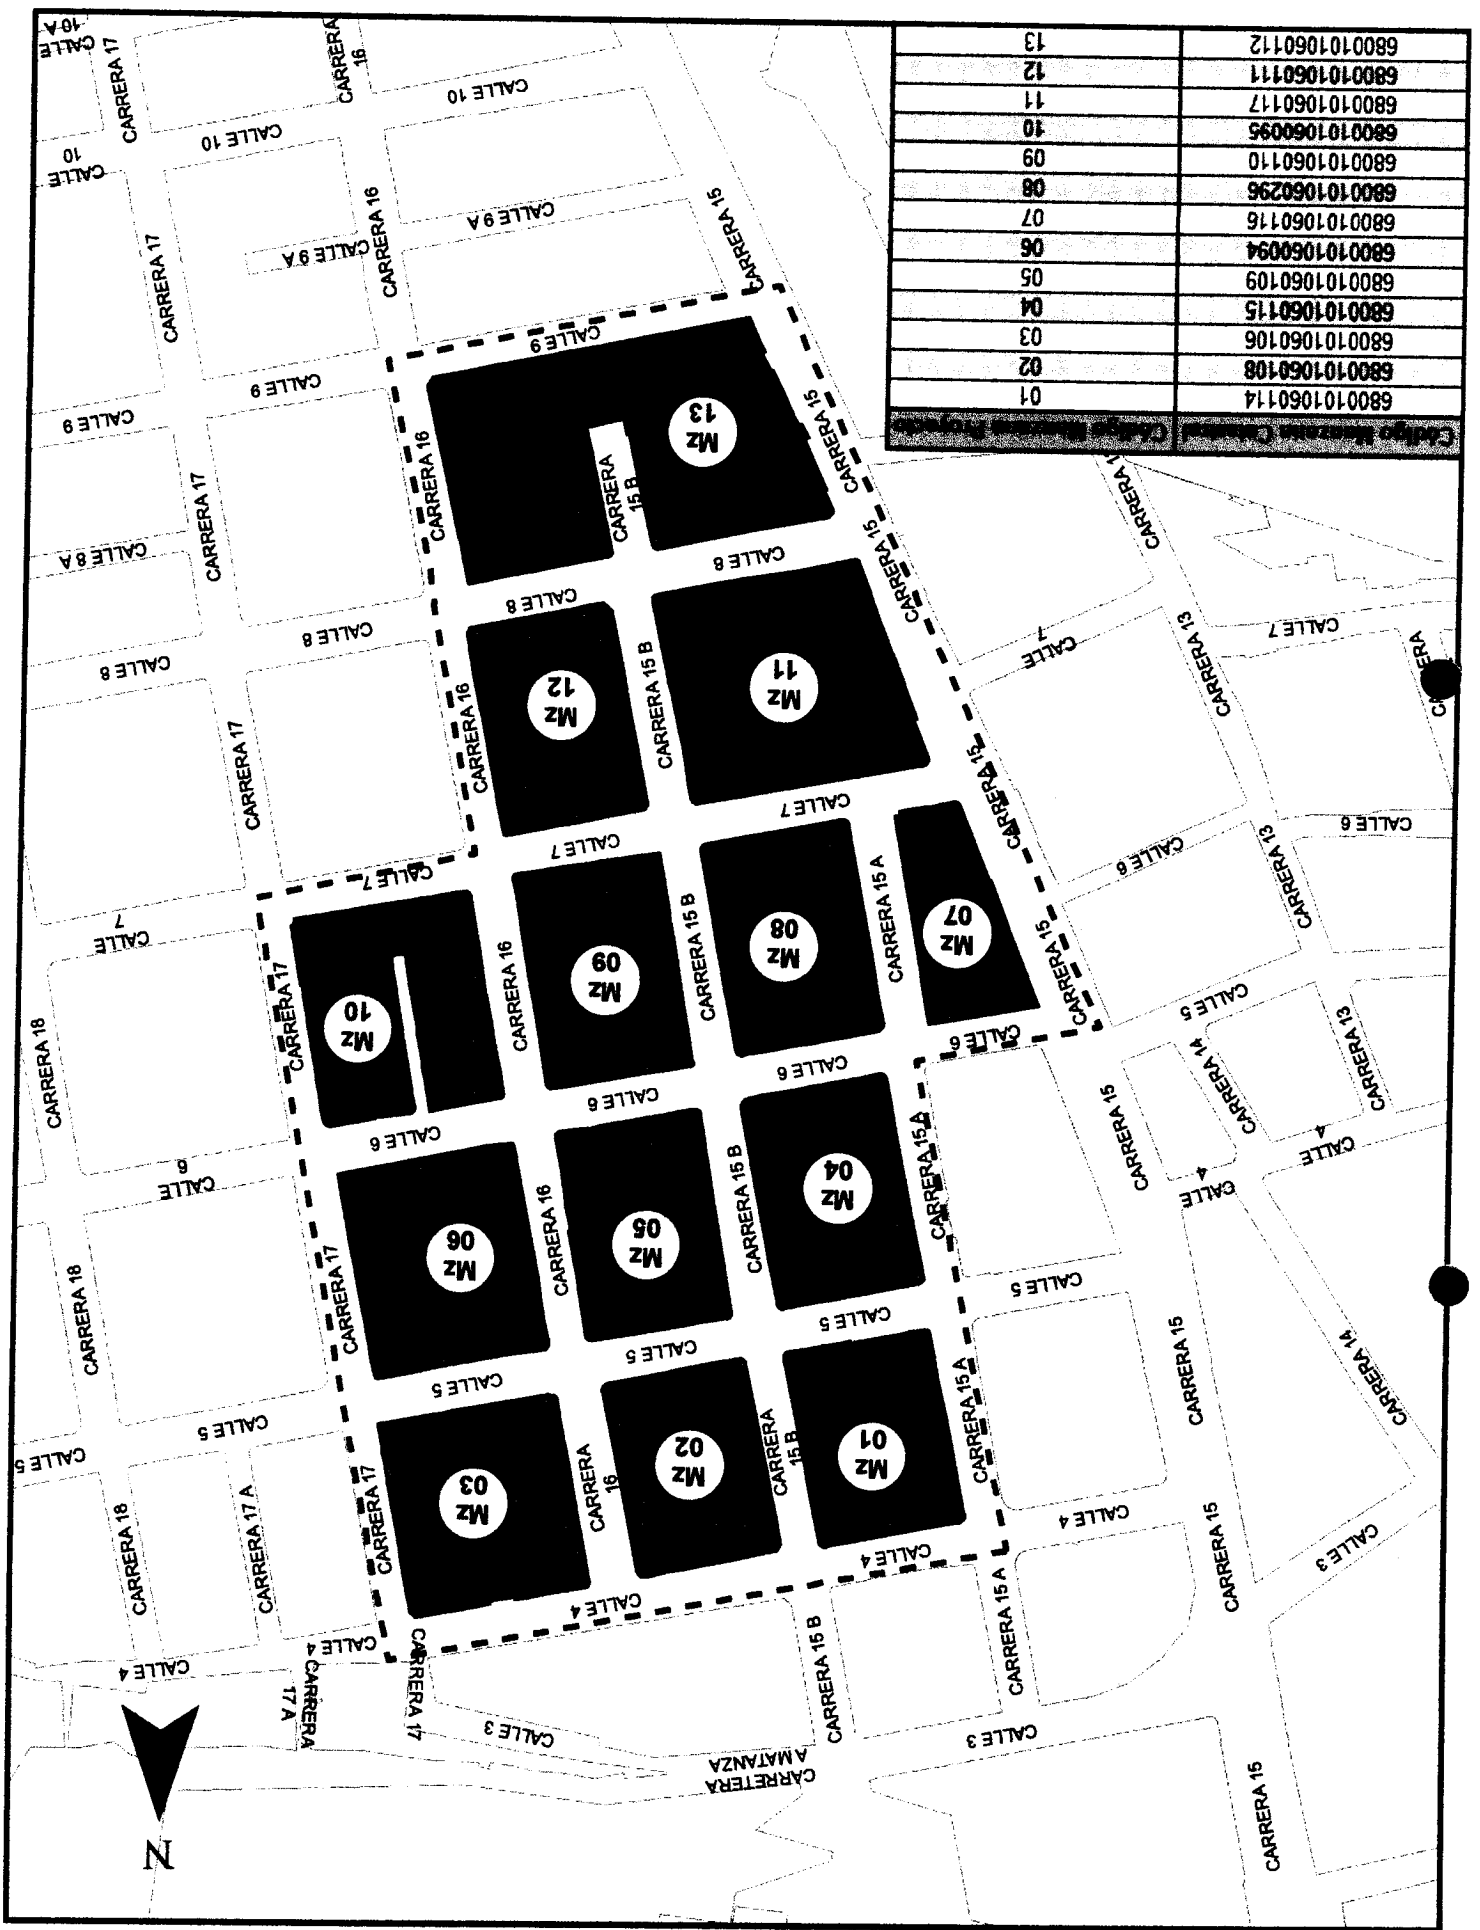 N
CARRERA 15
CARRETERA
A MATANZA
CALLE 3
CALLE 3
CARRERA 15 B
CARRERA 15 A
CARRERA 17
CARRERA
17 A
CALLE 4
CALLE 4
CALLE 4
CALLE 4
CALLE 4
CALLE 3
CARRERA 15
CARRERA 14
CARRERA 15
CARRERA 15 A
Mz
01
CARRERA
15 B
Mz
02
CARRERA
16
Mz
03
CARRERA 17
CARRERA 17 A
CARRERA 18
CALLE 5
CALLE 5
CALLE 5
CALLE 5
CALLE 5
CALLE 5
CARRERA 15 A
Mz
04
CARRERA 15 B
Mz
05
CARRERA 16
Mz
06
CARRERA 17
CARRERA 18
CALLE
4
CALLE
4
CARRERA 13
CARRERA 14
CARRERA 15
CALLE 5
CALLE 6
CALLE 6
CALLE 6
CALLE 6
CALLE
6
CARRERA 15
CARRERA 15
Mz
07
CARRERA 15 A
Mz
08
CARRERA 15 B
Mz
09
CARRERA 16
Mz
10
CARRERA 17
CARRERA 18
CARRERA 13
CALLE 6
CALLE 6
CALLE 7
CALLE 7
CALLE 7
CALLE
7
CARRERA 13
CALLE 7
CALLE
7
CARRERA 15
Mz
11
CARRERA 15 B
Mz
12
CARRERA 16
CARRERA 17
CALLE 8
CALLE 8
CALLE 8
CALLE 8
CARRERA 15
Mz
13
CARRERA
15 B
CARRERA 16
CARRERA 17
CALLE 8 A
CALLE 9
CALLE 9
CALLE 9
CARRERA 15
CALLE 9 A
CALLE 9 A
CARRERA 16
CARRERA 17
CALLE 10
CALLE 10
CALLE
10
CARRERA
16
CARRERA 17
CALLE
10 A
Código Manzana Catastral Código Manzana Proyecto
6800101060114 01
6800101060108 02
6800101060106 03
6800101060115 04
6800101060109 05
6800101060094 06
6800101060116 07
6800101060296 08
6800101060110 09
6800101060095 10
6800101060117 11
6800101060111 12
6800101060112 13